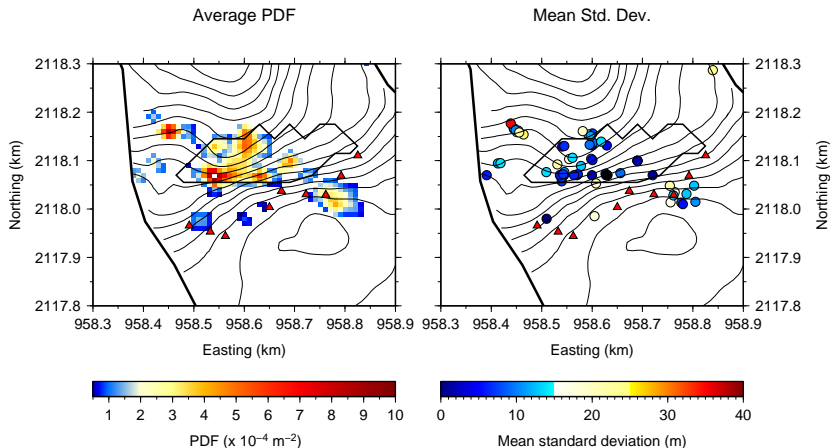 Average PDF
Mean Std. Dev.
2118.3
2118.2
2118.1
2118.0
2117.9
2117.8
Northing (km)
958.3 958.4 958.5 958.6 958.7 958.8 958.9
Easting (km)
958.3 958.4 958.5 958.6 958.7 958.8 958.9
Easting (km)
2118.3
2118.2
2118.1
2118.0
2117.9
2117.8
Northing (km)
1 2 3 4 5 6 7 8 9 10
PDF (x 10⁻⁴ m⁻²)
0 10 20 30 40
Mean standard deviation (m)